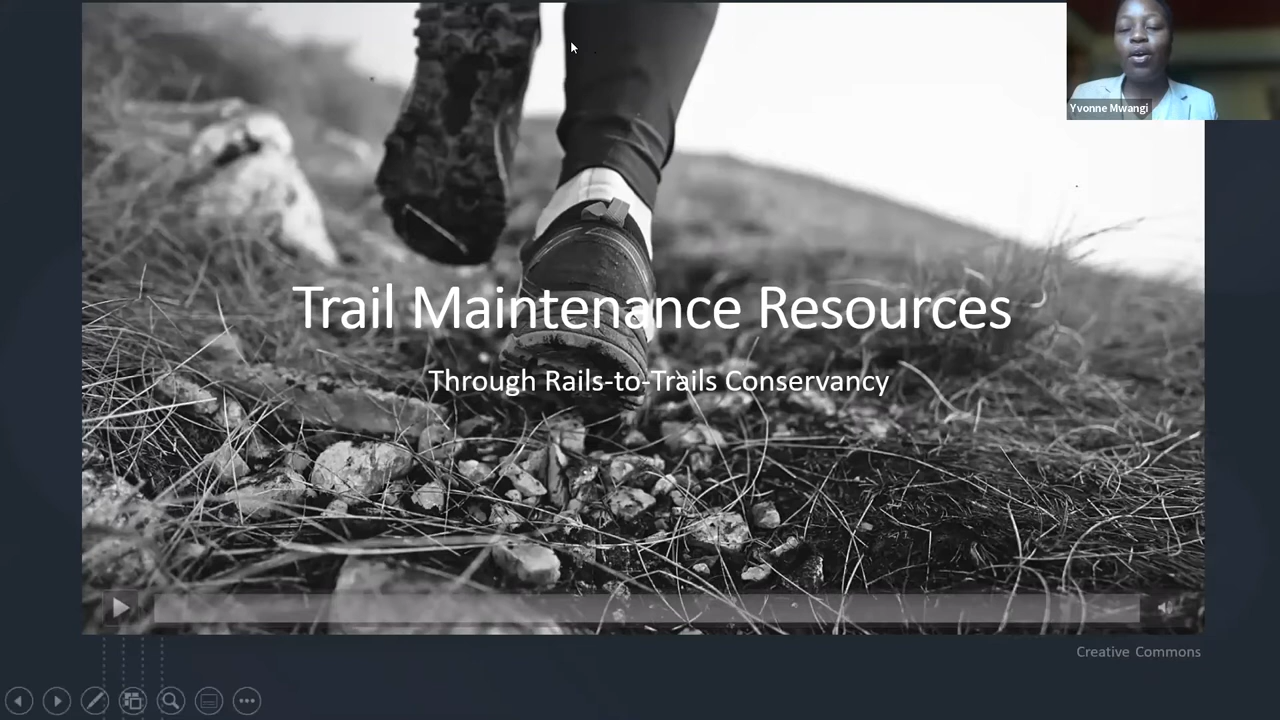 Yvonne Mwangi
Trail Maintenance Resources
Through Rails-to-Trails Conservancy
Creative Commons